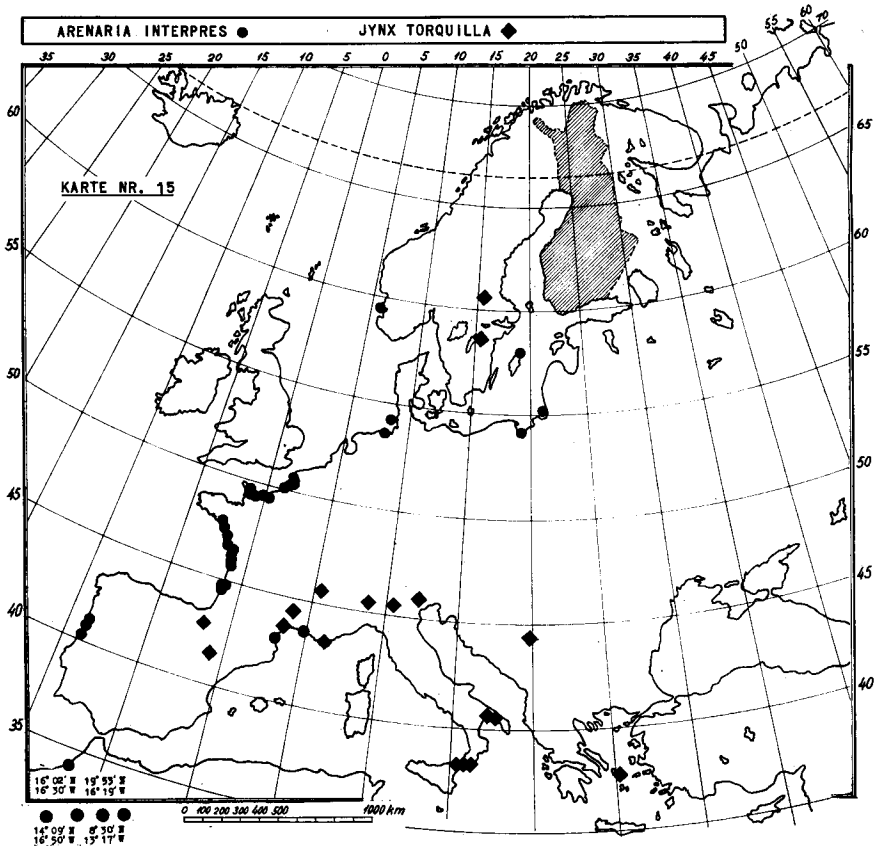 ARENARIA INTERPRES ● JYNX TORQUILLA ◆
35 30 25 20 15 10 5 0 5 10 15 20 25 30 35 40 45 50 55 60 70
60
65
KARTE NR. 15
55
60
50
55
45
50
40
45
35
40
16° 02' N 19° 53' N
16° 30' W 16° 19' W
0 100 200 300 400 500 1000 km
14° 09' N 8° 30' N
16° 50' W 13° 17' W